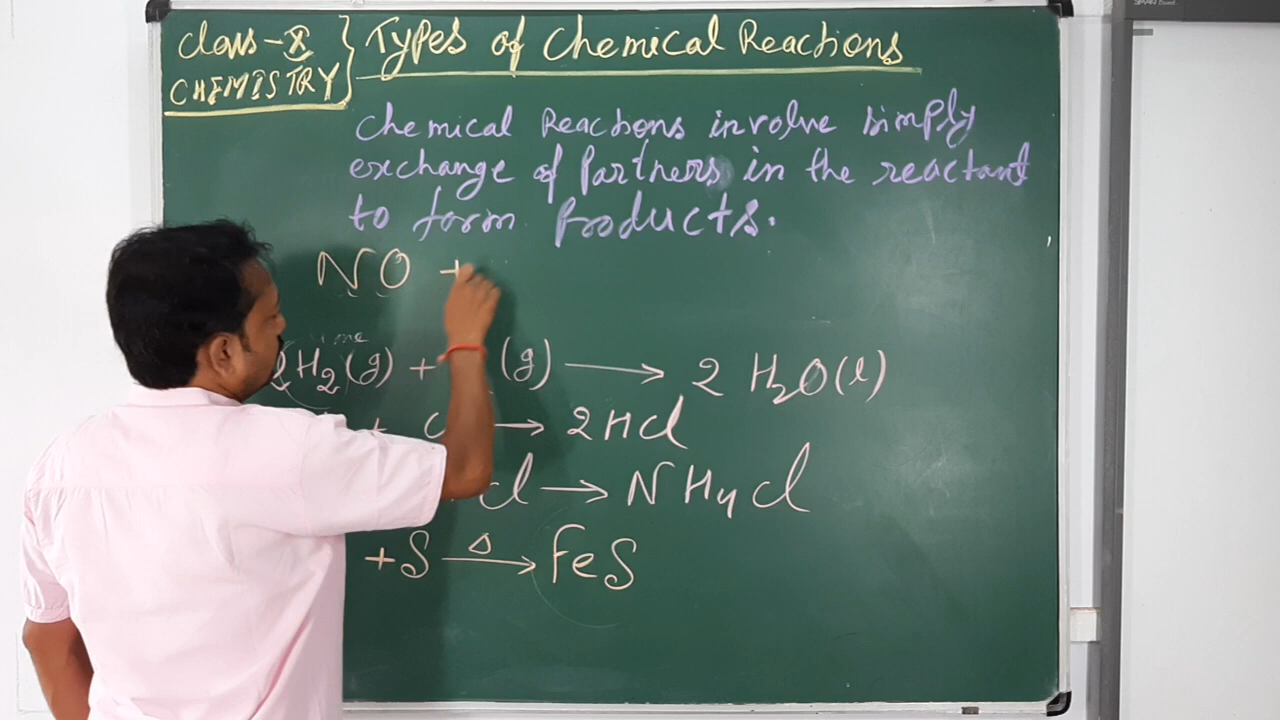 Class-X } Types of Chemical Reactions
CHEMISTRY
Chemical Reactions involve simply
exchange of Partners in the reactant
to form Products.
NO +
2H₂(g) + (g) ⟶ 2 H₂O(l)
+ C ⟶ 2HCl
Cl ⟶ NH₄Cl
+ S —Δ→ FeS